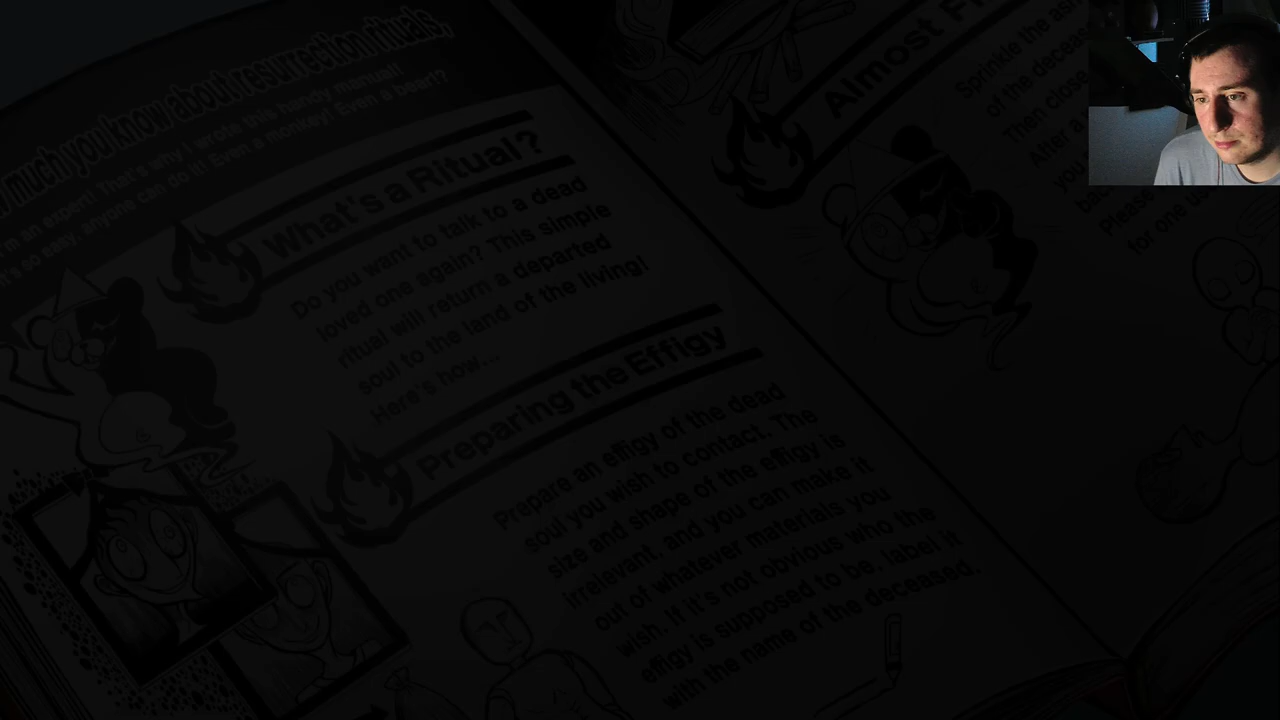 much you know about resurrection rituals,
I'm an expert! That's why I wrote this handy manual!
It's so easy, anyone can do it! Even a monkey! Even a bear!?
What's a Ritual?
Do you want to talk to a dead
loved one again? This simple
ritual will return a departed
soul to the land of the living!
Here's how...
Preparing the Effigy
Prepare an effigy of the dead
soul you wish to contact. The
size and shape of the effigy is
irrelevant, and you can make it
out of whatever materials you
wish. If it's not obvious who the
effigy is supposed to be, label it
with the name of the deceased.
Almost
Sprinkle the
of the
Then close
After a
you
Please
for one